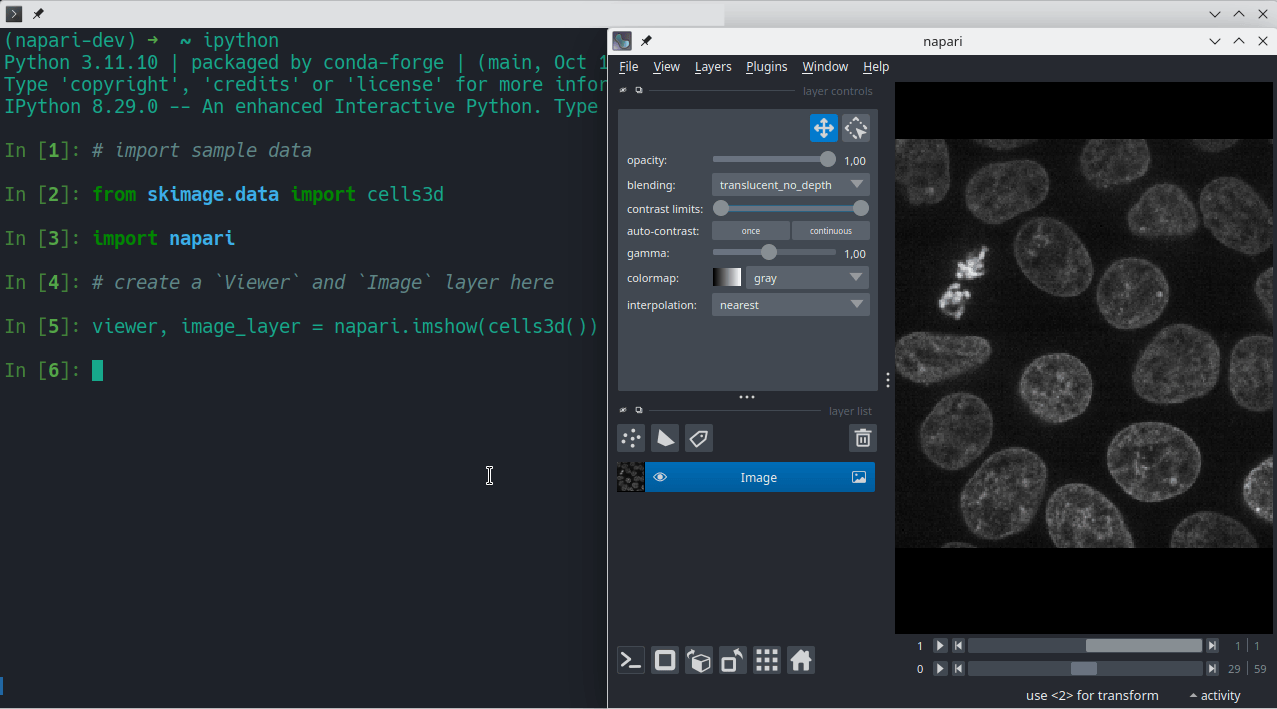 (napari-dev) → ~ ipython
Python 3.11.10 | packaged by conda-forge | (main, Oct 1
Type 'copyright', 'credits' or 'license' for more infor
IPython 8.29.0 -- An enhanced Interactive Python. Type
In [1]: # import sample data
In [2]: from skimage.data import cells3d
In [3]: import napari
In [4]: # create a `Viewer` and `Image` layer here
In [5]: viewer, image_layer = napari.imshow(cells3d())
In [6]:
napari
File View Layers Plugins Window Help
layer controls
opacity: 1,00
blending: translucent_no_depth
contrast limits:
auto-contrast: once continuous
gamma: 1,00
colormap: gray
interpolation: nearest
layer list
Image
1 1 | 1
0 29 | 59
use <2> for transform activity